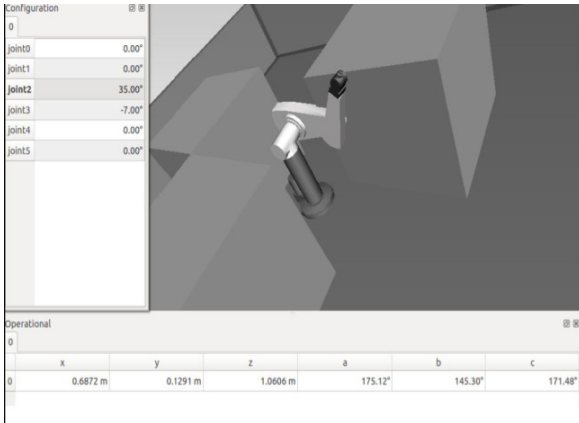 Configuration
0
joint0 0.00°
joint1 0.00°
joint2 35.00°
joint3 -7.00°
joint4 0.00°
joint5 0.00°
Operational
0
x y z a b c
0 0.6872 m 0.1291 m 1.0606 m 175.12° 145.30° 171.48°